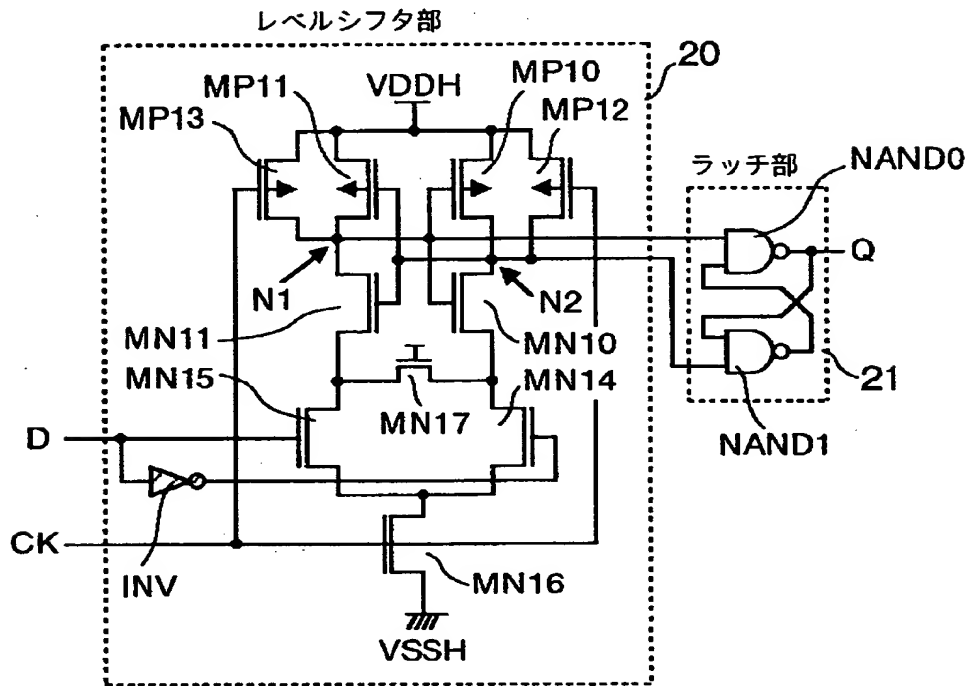 レベルシフタ部
20
MP10
MP11
VDDH
MP12
MP13
ラッチ部
NAND0
Q
N1
N2
MN11
MN10
MN15
MN14
21
MN17
NAND1
D
CK
INV
MN16
VSSH